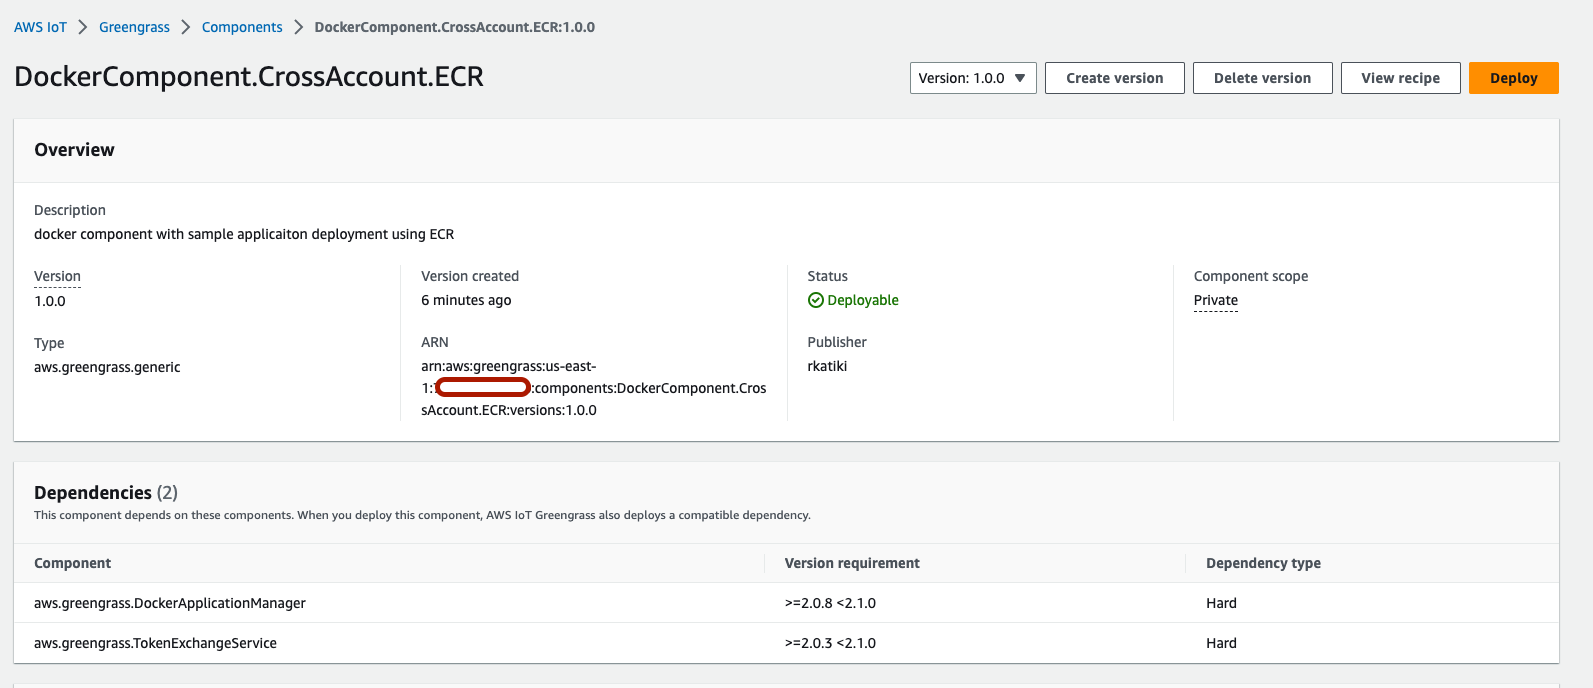 AWS IoT > Greengrass > Components > DockerComponent.CrossAccount.ECR:1.0.0
DockerComponent.CrossAccount.ECR
Version: 1.0.0 ▼
Create version
Delete version
View recipe
Deploy
Overview
Description
docker component with sample applicaiton deployment using ECR
Version
1.0.0
Type
aws.greengrass.generic
Version created
6 minutes ago
ARN
arn:aws:greengrass:us-east-
1: :components:DockerComponent.Cros
sAccount.ECR:versions:1.0.0
Status
Deployable
Publisher
rkatiki
Component scope
Private
Dependencies (2)
This component depends on these components. When you deploy this component, AWS IoT Greengrass also deploys a compatible dependency.
Component Version requirement Dependency type
aws.greengrass.DockerApplicationManager >=2.0.8 <2.1.0 Hard
aws.greengrass.TokenExchangeService >=2.0.3 <2.1.0 Hard